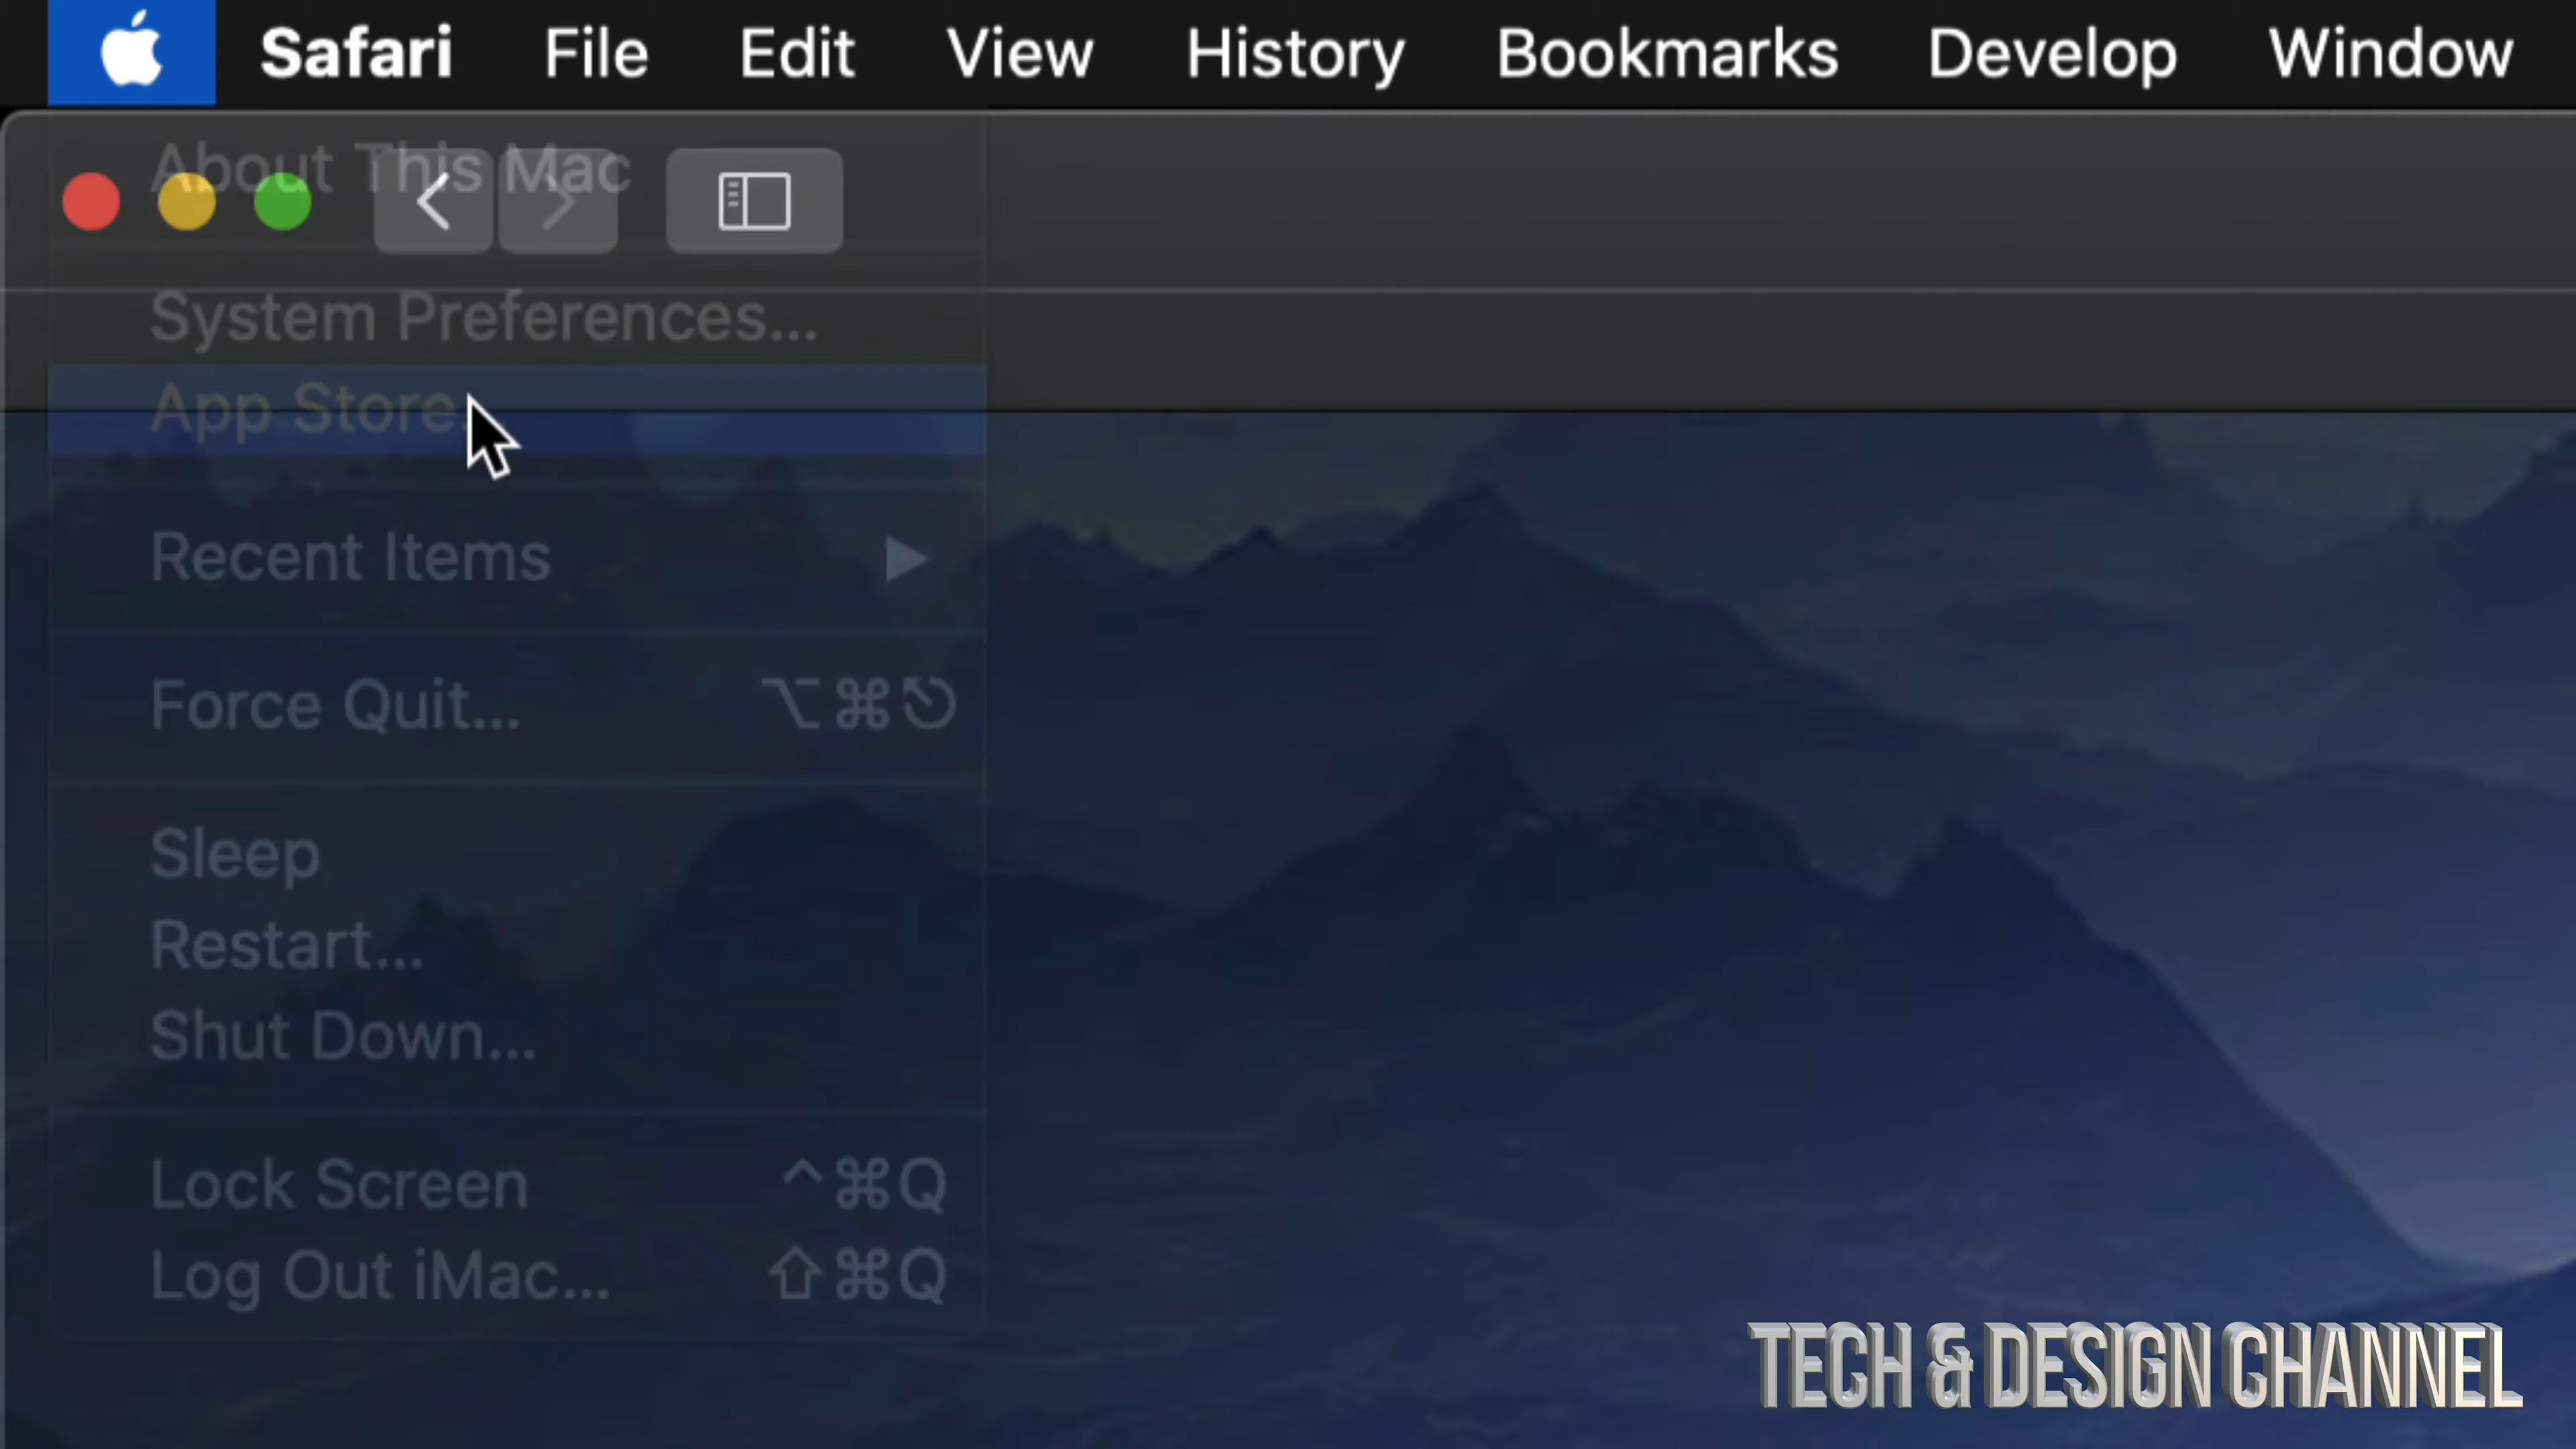 Safari File Edit View History Bookmarks Develop Window
About This Mac
System Preferences...
App Store.
Recent Items ▶
Force Quit... ⌥⌘⎋
Sleep
Restart...
Shut Down...
Lock Screen ^⌘Q
Log Out iMac... ⇧⌘Q
TECH & DESIGN CHANNEL